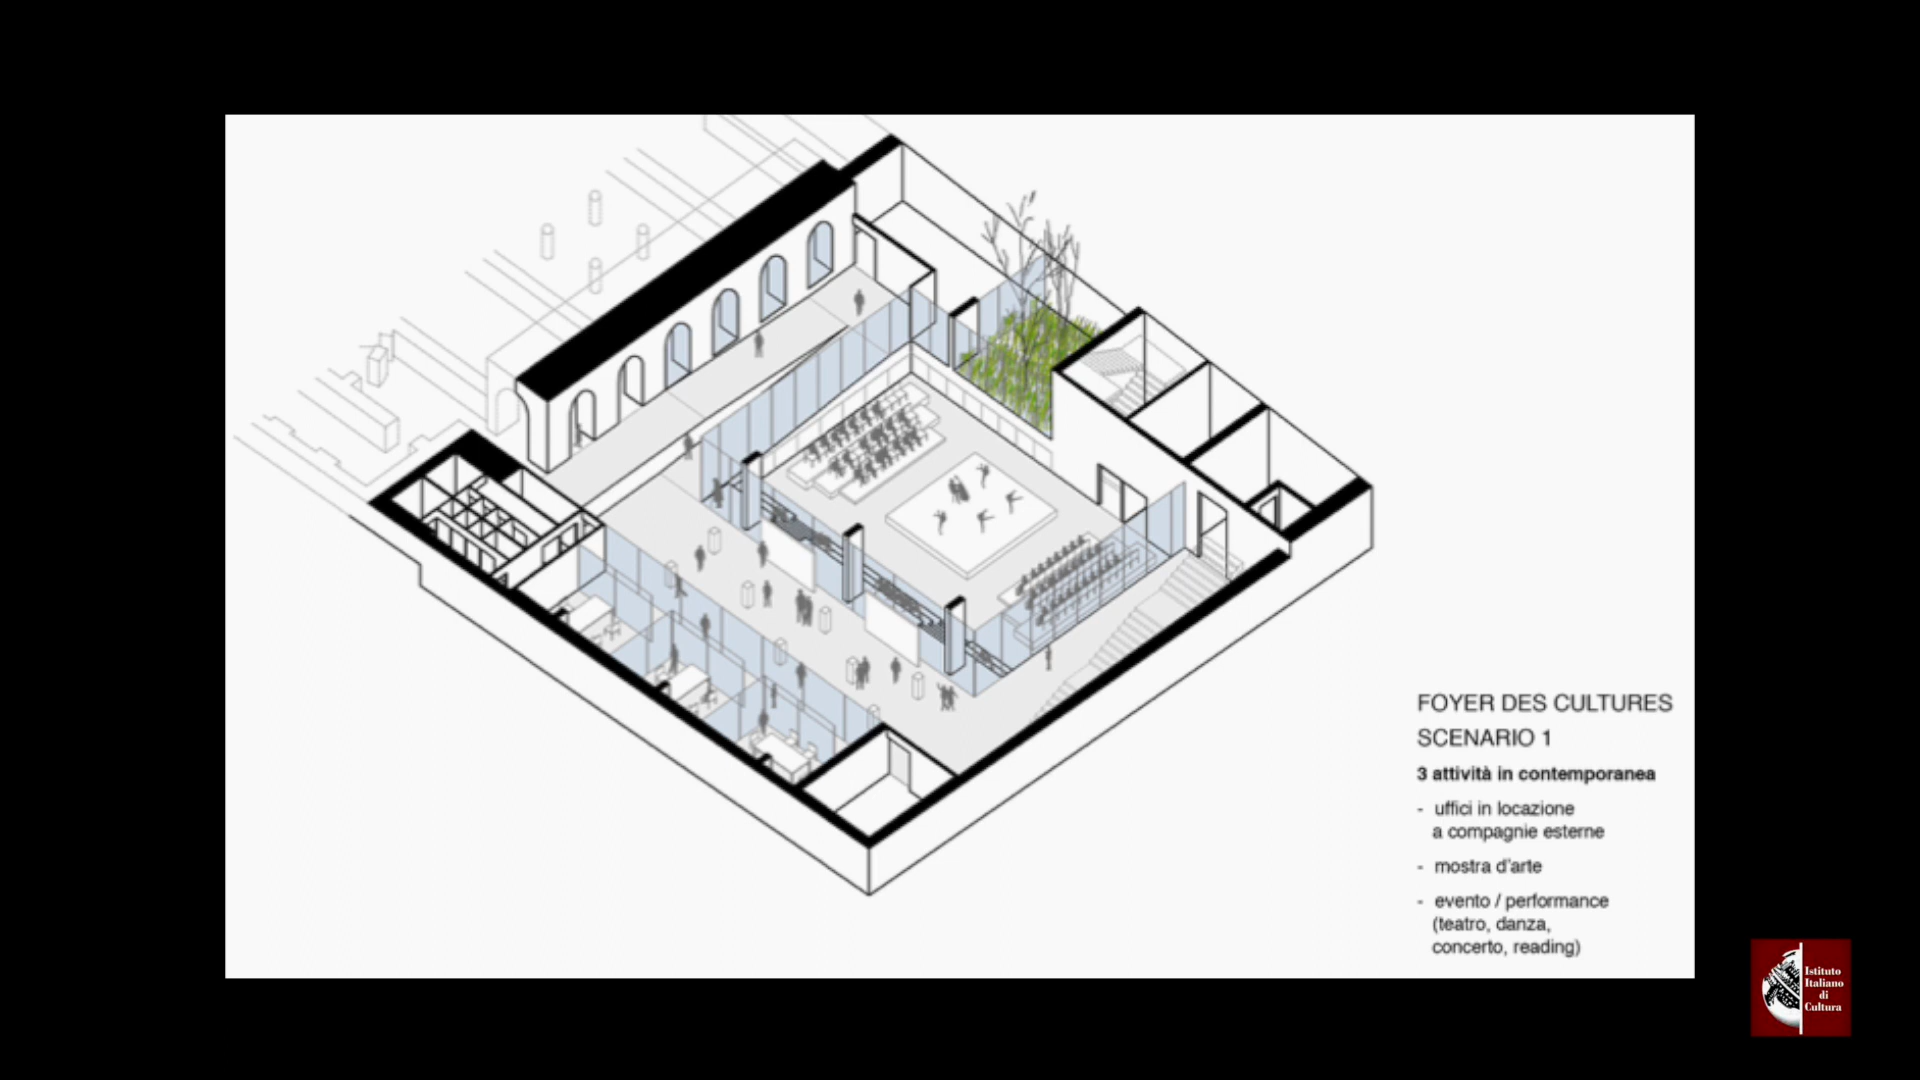 FOYER DES CULTURES
SCENARIO 1
3 attività in contemporanea
- uffici in locazione
a compagnie esterne
- mostra d'arte
- evento / performance
(teatro, danza,
concerto, reading)
Istituto
Italiano
di
Cultura